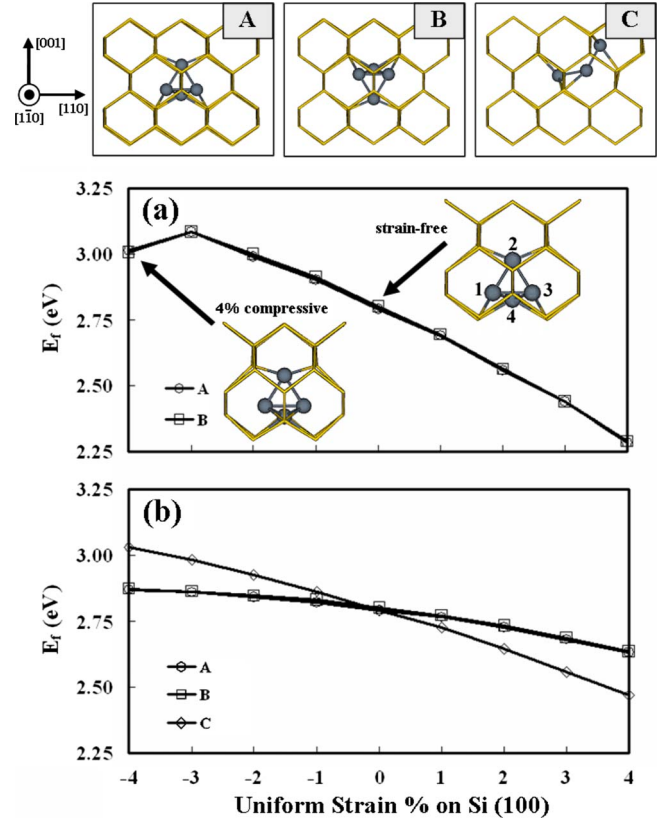 [001]
[110]
[1̄10]
A
B
C
(a)
3.25
3.00
2.75
2.50
2.25
E_f (eV)
strain-free
4% compressive
1
2
3
4
A
B
(b)
3.25
3.00
2.75
2.50
2.25
E_f (eV)
A
B
C
-4 -3 -2 -1 0 1 2 3 4
Uniform Strain % on Si (100)